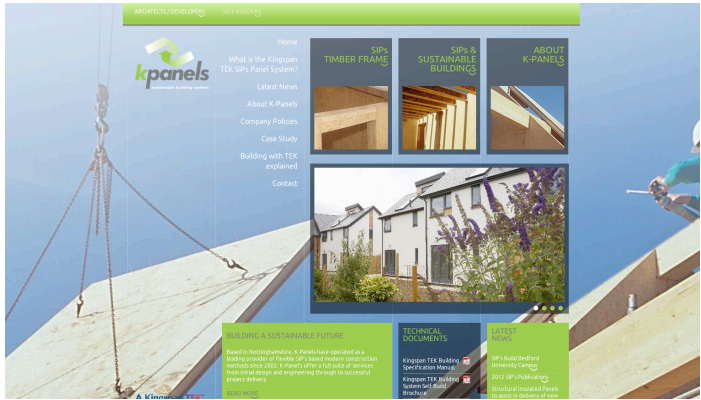 ARCHITECTS/ DEVELOPERS
SELF BUILDERS
kpanels
sustainable building systems
Home
What is the Kingspan
TEK SIPs Panel System?
Latest News
About K-Panels
Company Policies
Case Study
Building with TEK
explained
Contact
SIPs
TIMBER FRAME
SIPs &
SUSTAINABLE
BUILDINGS
ABOUT
K-PANELS
BUILDING A SUSTAINABLE FUTURE
Based in Nottinghamshire, K-Panels have operated as a
leading provider of flexible SIP's based modern construction
methods since 2003. K-Panel's offer a full suite of services
from initial design and engineering through to successful
project delivery.
READ MORE
TECHNICAL
DOCUMENTS
Kingspan TEK Building
Specification Manual
Kingspan TEK Building
System Self Build
Brochure
LATEST
NEWS
SIP's Build Bedford
University Campus
2012 SIP's Publications
Structural Insulated Panels
to assist in delivery of new
A Kingspan TEK